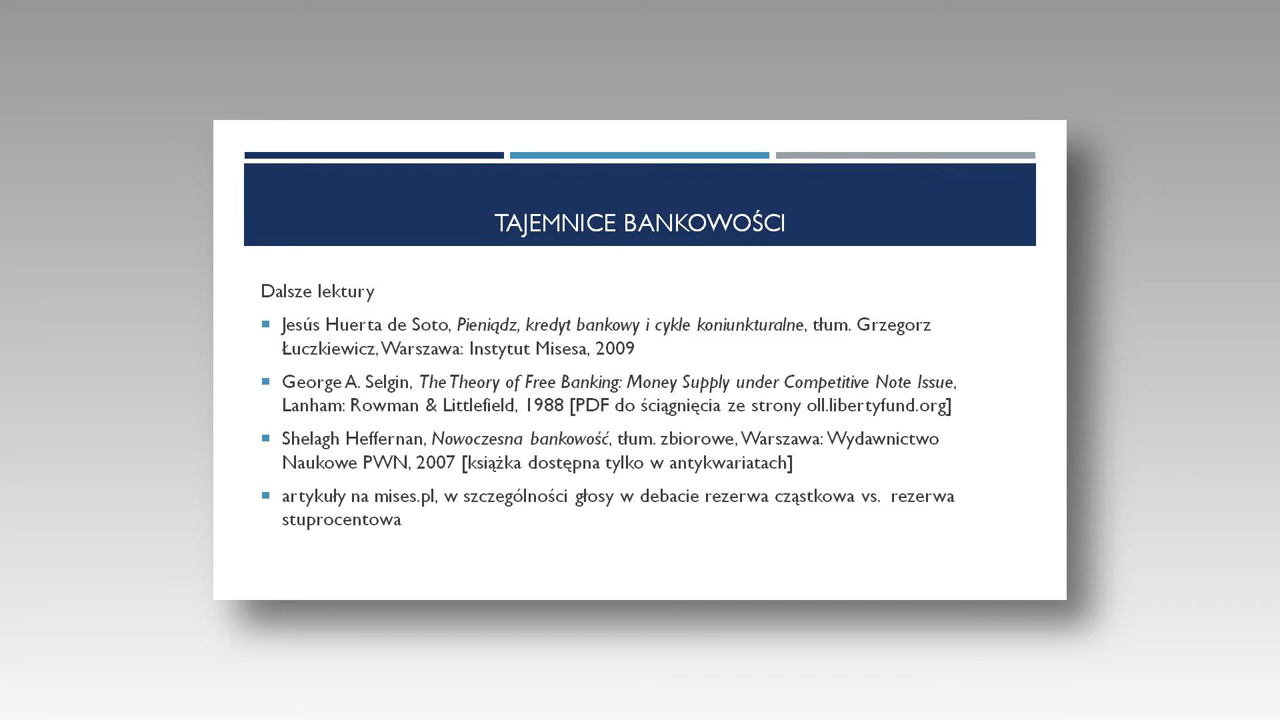 TAJEMNICE BANKOWOŚCI
Dalsze lektury
Jesús Huerta de Soto, Pieniądz, kredyt bankowy i cykle koniunkturalne, tłum. Grzegorz
Łuczkiewicz, Warszawa: Instytut Misesa, 2009
George A. Selgin, The Theory of Free Banking: Money Supply under Competitive Note Issue,
Lanham: Rowman & Littlefield, 1988 [PDF do ściągnięcia ze strony oll.libertyfund.org]
Shelagh Heffernan, Nowoczesna bankowość, tłum. zbiorowe, Warszawa: Wydawnictwo
Naukowe PWN, 2007 [książka dostępna tylko w antykwariatach]
artykuły na mises.pl, w szczególności głosy w debacie rezerwa cząstkowa vs. rezerwa
stuprocentowa